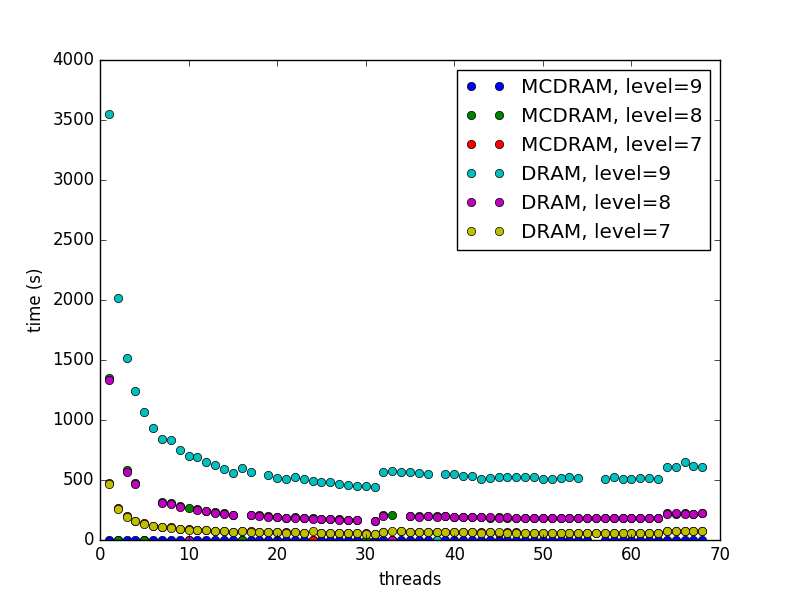 4000
3500
3000
2500
2000
1500
1000
500
0
time (s)
0 10 20 30 40 50 60 70
threads
MCDRAM, level=9
MCDRAM, level=8
MCDRAM, level=7
DRAM, level=9
DRAM, level=8
DRAM, level=7